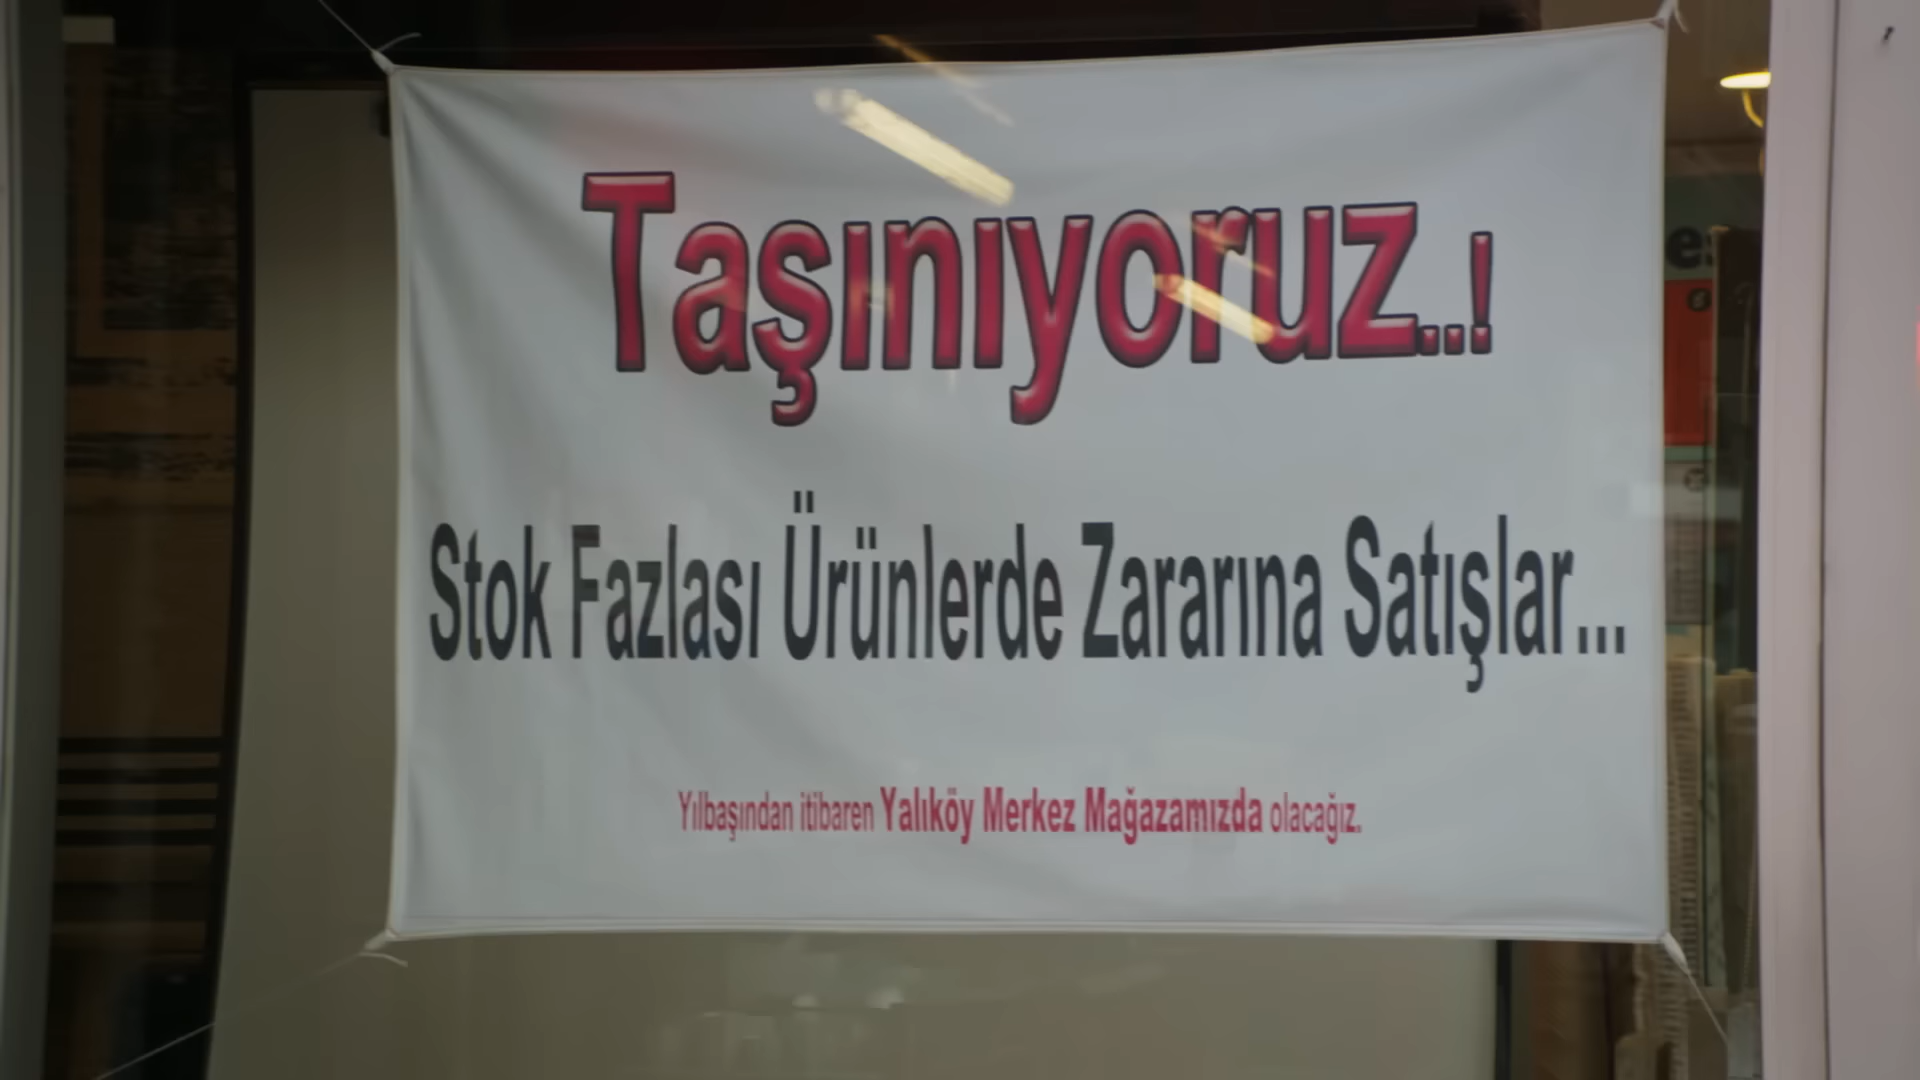 Taşınıyoruz..!
Stok Fazlası Ürünlerde Zararına Satışlar...
Yılbaşından itibaren Yalıköy Merkez Mağazamızda olacağız.